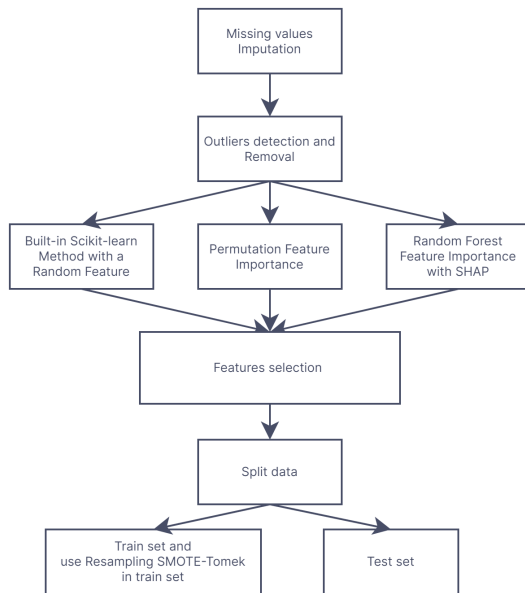 Missing values
Imputation
Outliers detection and
Removal
Built-in Scikit-learn
Method with a
Random Feature
Permutation Feature
Importance
Random Forest
Feature Importance
with SHAP
Features selection
Split data
Train set and
use Resampling SMOTE-Tomek
in train set
Test set